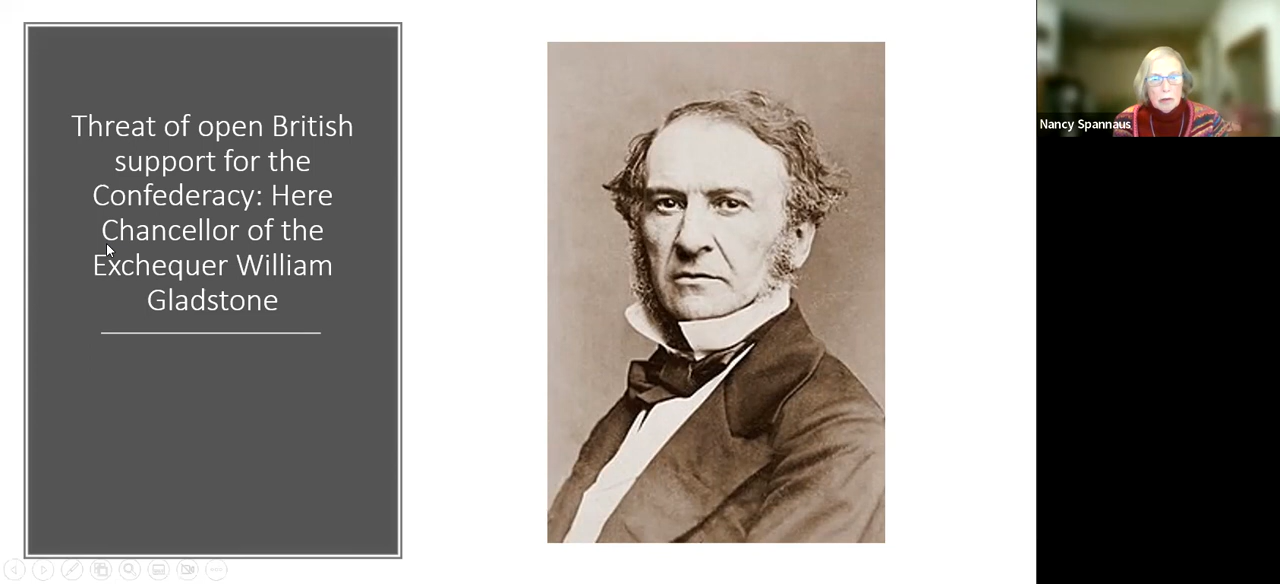 Threat of open British
support for the
Confederacy: Here
Chancellor of the
Exchequer William
Gladstone
Nancy Spannaus